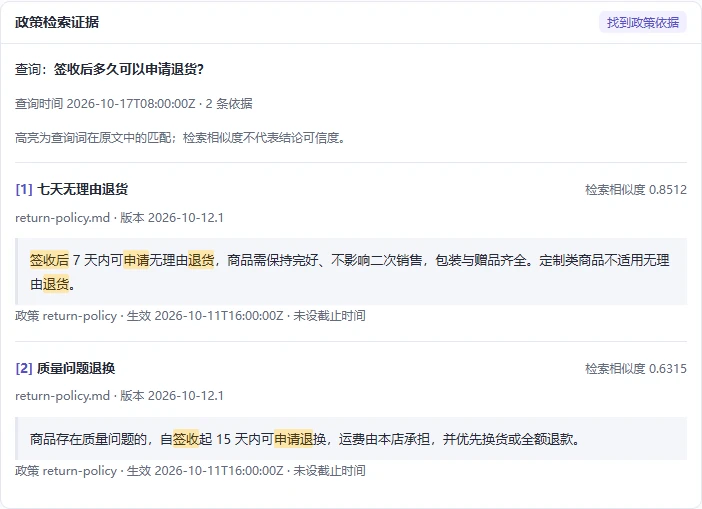 政策检索证据
找到政策依据
查询：签收后多久可以申请退货?
查询时间 2026-10-17T08:00:00Z · 2 条依据
高亮为查询词在原文中的匹配；检索相似度不代表结论可信度。
[1] 七天无理由退货
检索相似度 0.8512
return-policy.md · 版本 2026-10-12.1
签收后 7 天内可申请无理由退货，商品需保持完好、不影响二次销售，包装与赠品齐全。定制类商品不适用无理
由退货。
政策 return-policy · 生效 2026-10-11T16:00:00Z · 未设截止时间
[2] 质量问题退换
检索相似度 0.6315
return-policy.md · 版本 2026-10-12.1
商品存在质量问题的，自签收起 15 天内可申请退换，运费由本店承担，并优先换货或全额退款。
政策 return-policy · 生效 2026-10-11T16:00:00Z · 未设截止时间